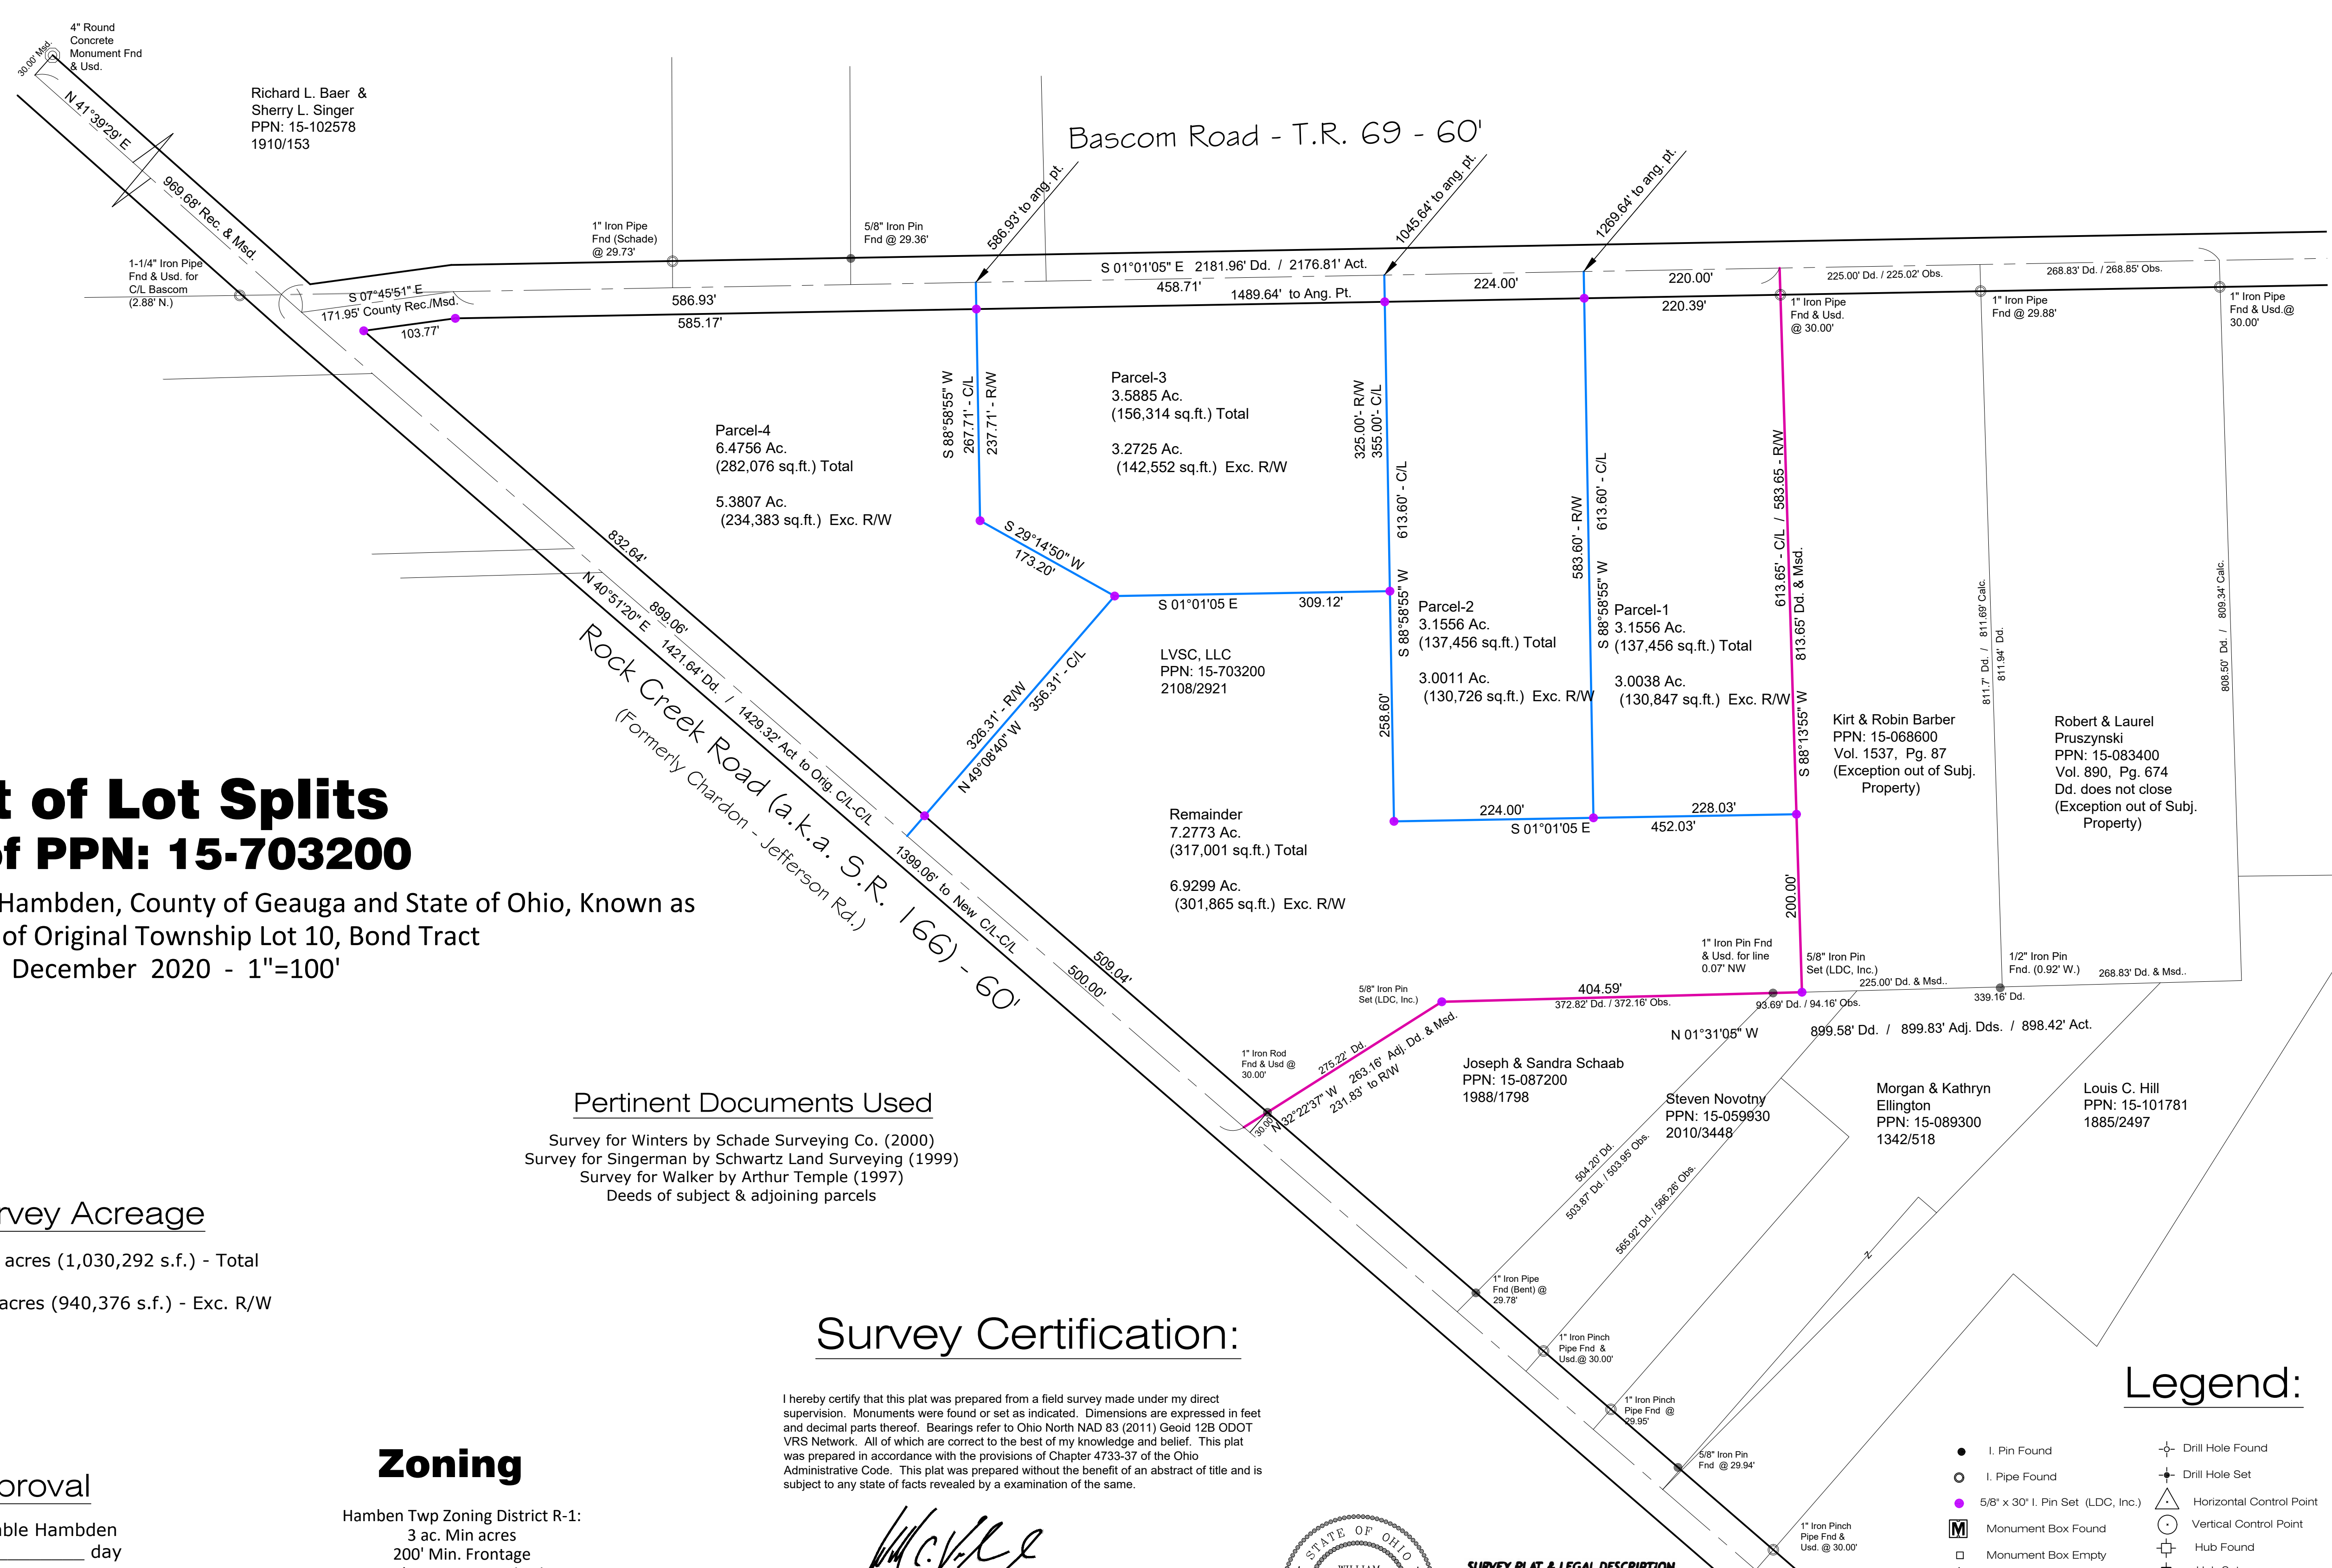 4" Round
Concrete
Monument Fnd
& Usd.
30.00' Msd.
N 41°39'29' E
969.68' Rec. & Msd.
Richard L. Baer &
Sherry L. Singer
PPN: 15-102578
1910/153
Bascom Road - T.R. 69 - 60'
1-1/4" Iron Pipe
Fnd & Usd. for
C/L Bascom
(2.88' N.)
1" Iron Pipe
Fnd (Schade)
@ 29.73'
5/8" Iron Pin
Fnd @ 29.36'
586.93' to ang. pt.
1045.64' to ang. pt.
1269.64' to ang. pt.
S 07°45'51" E
171.95' County Rec./Msd.
103.77'
586.93'
585.17'
S 01°01'05" E 2181.96' Dd. / 2176.81' Act.
458.71'
1489.64' to Ang. Pt.
224.00'
220.00'
220.39'
225.00' Dd. / 225.02' Obs.
268.83' Dd. / 268.85' Obs.
1" Iron Pipe
Fnd & Usd.
@ 30.00'
1" Iron Pipe
Fnd @ 29.88'
1" Iron Pipe
Fnd & Usd.@
30.00'
Parcel-4
6.4756 Ac.
(282,076 sq.ft.) Total
5.3807 Ac.
(234,383 sq.ft.) Exc. R/W
S 88°58'55" W
267.71' - C/L
237.71' - R/W
Parcel-3
3.5885 Ac.
(156,314 sq.ft.) Total
3.2725 Ac.
(142,552 sq.ft.) Exc. R/W
325.00'- R/W
355.00'- C/L
613.60' - C/L
S 88°58'55" W
258.60'
583.60' - R/W
613.60' - C/L
S 88°58'55" W
613.65' - C/L / 583.65 - R/W
813.65' Dd. & Msd.
S 88°13'55" W
200.00'
811.7' Dd. / 811.69' Calc.
811.94' Dd.
808.50' Dd. / 809.34' Calc.
S 29°14'50" W
173.20'
S 01°01'05 E
309.12'
326.31' - R/W
356.31' - C/L
N 49°08'40" W
LVSC, LLC
PPN: 15-703200
2108/2921
Parcel-2
3.1556 Ac.
(137,456 sq.ft.) Total
3.0011 Ac.
(130,726 sq.ft.) Exc. R/W
Parcel-1
3.1556 Ac.
(137,456 sq.ft.) Total
3.0038 Ac.
(130,847 sq.ft.) Exc. R/W
Kirt & Robin Barber
PPN: 15-068600
Vol. 1537, Pg. 87
(Exception out of Subj.
Property)
Robert & Laurel
Pruszynski
PPN: 15-083400
Vol. 890, Pg. 674
Dd. does not close
(Exception out of Subj.
Property)
832.64'
899.06'
N 40°51'20" E 1421.64' Dd. / 1429.32' Act to Orig. C/L-C/L
1399.06' to New C/L-C/L
500.00'
509.04'
Rock Creek Road (a.k.a. S.R. 166) - 60'
(Formerly Chardon - Jefferson Rd.)
Remainder
7.2773 Ac.
(317,001 sq.ft.) Total
6.9299 Ac.
(301,865 sq.ft.) Exc. R/W
224.00'
S 01°01'05 E
228.03'
452.03'
t of Lot Splits
of PPN: 15-703200
Hambden, County of Geauga and State of Ohio, Known as
of Original Township Lot 10, Bond Tract
December 2020 - 1"=100'
1" Iron Pin Fnd
& Usd. for line
0.07' NW
5/8" Iron Pin
Set (LDC, Inc.)
5/8" Iron Pin
Set (LDC, Inc.)
1/2" Iron Pin
Fnd. (0.92' W.)
404.59'
372.82' Dd. / 372.16' Obs.
93.69' Dd. / 94.16' Obs.
225.00' Dd. & Msd..
339.16' Dd.
268.83' Dd. & Msd..
N 01°31'05" W 899.58' Dd. / 899.83' Adj. Dds. / 898.42' Act.
1" Iron Rod
Fnd & Usd @
30.00'
275.22' Dd.
N 32°22'37" W 263.16' Adj. Dd. & Msd.
231.83' to R/W
30.00'
Joseph & Sandra Schaab
PPN: 15-087200
1988/1798
Steven Novotny
PPN: 15-059930
2010/3448
Morgan & Kathryn
Ellington
PPN: 15-089300
1342/518
Louis C. Hill
PPN: 15-101781
1885/2497
504.20' Dd.
503.87' Dd. / 503.95' Obs.
565.92' Dd. / 566.26' Obs.
Z
1" Iron Pipe
Fnd (Bent) @
29.78'
1" Iron Pinch
Pipe Fnd &
Usd.@ 30.00'
1" Iron Pinch
Pipe Fnd @
29.95'
5/8" Iron Pin
Fnd @ 29.94'
1" Iron Pinch
Pipe Fnd &
Usd. @ 30.00'
Pertinent Documents Used
Survey for Winters by Schade Surveying Co. (2000)
Survey for Singerman by Schwartz Land Surveying (1999)
Survey for Walker by Arthur Temple (1997)
Deeds of subject & adjoining parcels
rvey Acreage
acres (1,030,292 s.f.) - Total
acres (940,376 s.f.) - Exc. R/W
Survey Certification:
I hereby certify that this plat was prepared from a field survey made under my direct
supervision. Monuments were found or set as indicated. Dimensions are expressed in feet
and decimal parts thereof. Bearings refer to Ohio North NAD 83 (2011) Geoid 12B ODOT
VRS Network. All of which are correct to the best of my knowledge and belief. This plat
was prepared in accordance with the provisions of Chapter 4733-37 of the Ohio
Administrative Code. This plat was prepared without the benefit of an abstract of title and is
subject to any state of facts revealed by a examination of the same.
proval
ble Hambden
day
Zoning
Hamben Twp Zoning District R-1:
3 ac. Min acres
200' Min. Frontage
STATE OF OHIO
WILLIAM
SURVEY PLAT & LEGAL DESCRIPTION
Legend:
I. Pin Found
I. Pipe Found
5/8" x 30" I. Pin Set (LDC, Inc.)
M Monument Box Found
Monument Box Empty
Drill Hole Found
Drill Hole Set
Horizontal Control Point
Vertical Control Point
Hub Found